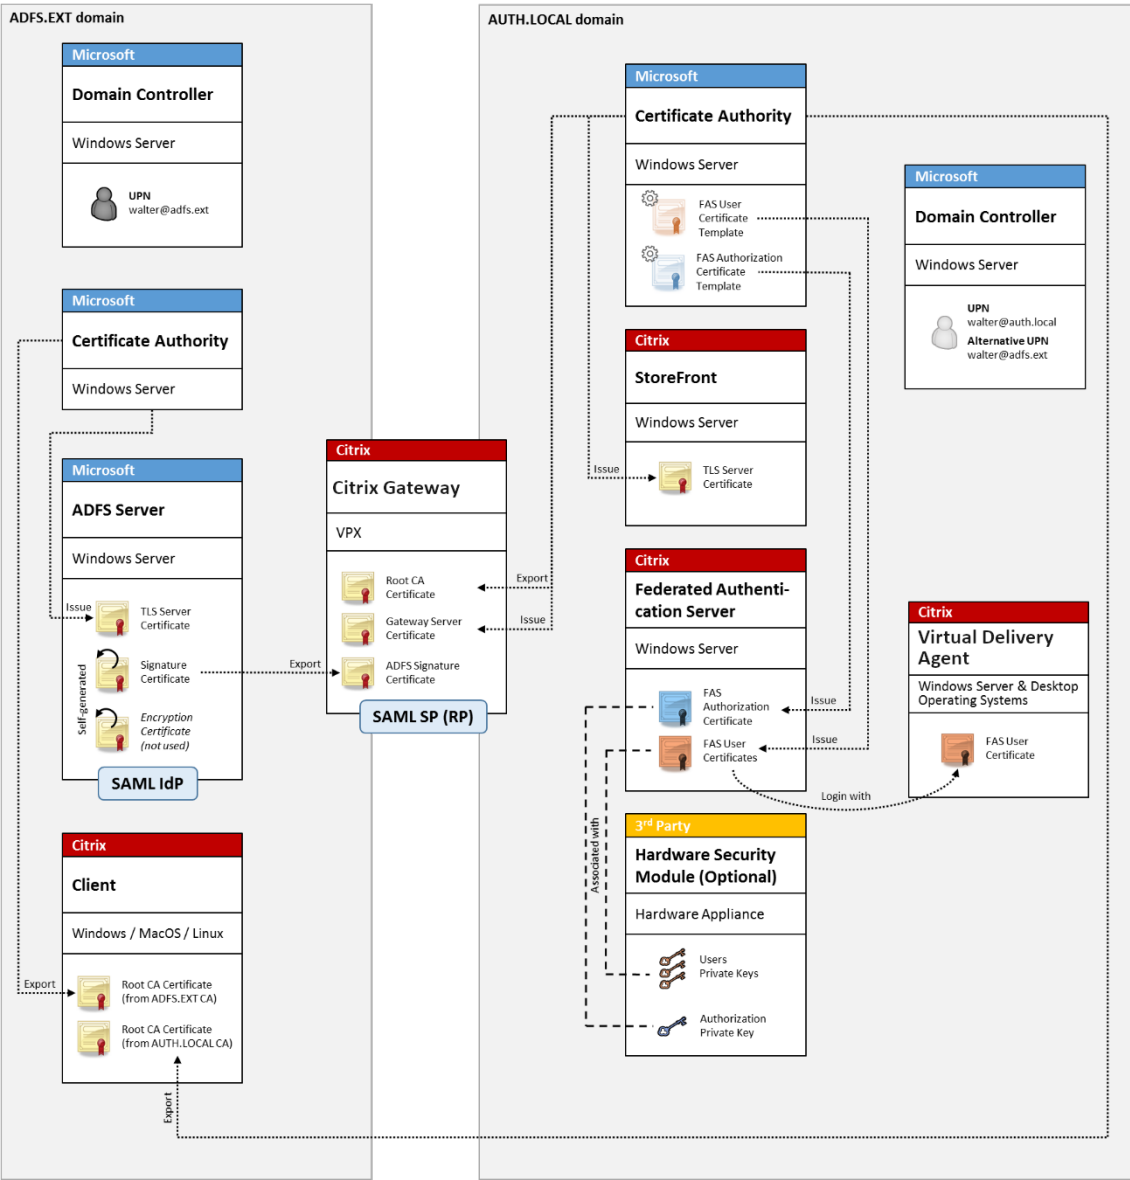 ADFS.EXT domain
Microsoft
Domain Controller
Windows Server
UPN
walter@adfs.ext
Microsoft
Certificate Authority
Windows Server
Microsoft
ADFS Server
Windows Server
Issue
TLS Server
Certificate
Self-generated
Signature
Certificate
Encryption
Certificate
(not used)
SAML IdP
Export
Citrix
Client
Windows / MacOS / Linux
Export
Root CA Certificate
(from ADFS.EXT CA)
Root CA Certificate
(from AUTH.LOCAL CA)
Export
Citrix
Citrix Gateway
VPX
Root CA
Certificate
Gateway Server
Certificate
ADFS Signature
Certificate
SAML SP (RP)
Export
Issue
AUTH.LOCAL domain
Microsoft
Certificate Authority
Windows Server
FAS User
Certificate
Template
FAS Authorization
Certificate
Template
Citrix
StoreFront
Windows Server
Issue
TLS Server
Certificate
Citrix
Federated Authenti-
cation Server
Windows Server
FAS
Authorization
Certificate
Issue
FAS User
Certificates
Issue
Login with
Associated with
3rd Party
Hardware Security
Module (Optional)
Hardware Appliance
Users
Private Keys
Authorization
Private Key
Microsoft
Domain Controller
Windows Server
UPN
walter@auth.local
Alternative UPN
walter@adfs.ext
Citrix
Virtual Delivery
Agent
Windows Server & Desktop
Operating Systems
FAS User
Certificate